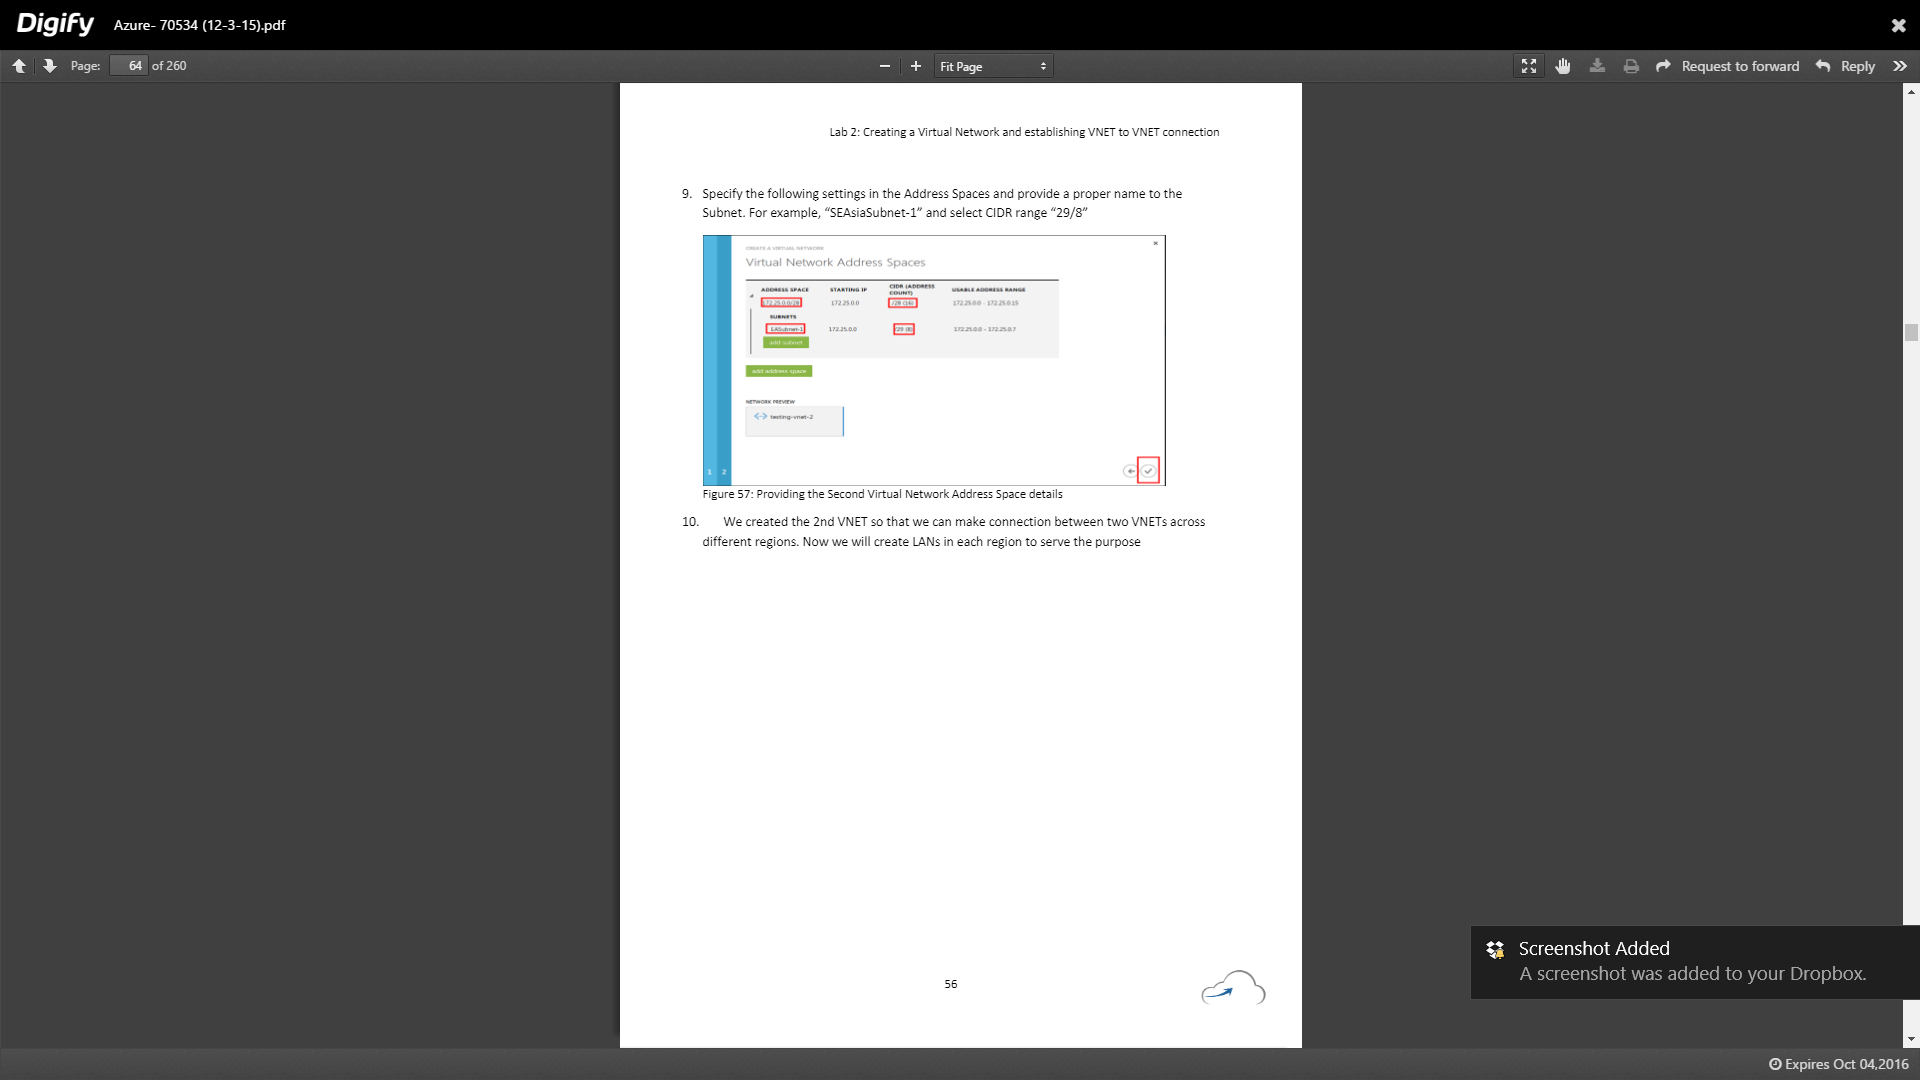 Digify Azure- 70534 (12-3-15).pdf
Page: 64 of 260
Fit Page
Request to forward Reply
Lab 2: Creating a Virtual Network and establishing VNET to VNET connection
9. Specify the following settings in the Address Spaces and provide a proper name to the
Subnet. For example, “SEAsiaSubnet-1” and select CIDR range “29/8”
CREATE A VIRTUAL NETWORK
Virtual Network Address Spaces
ADDRESS SPACE STARTING IP CIDR (ADDRESS COUNT) USABLE ADDRESS RANGE
172.25.0.0/28 172.25.0.0 /28 (16) 172.25.0.0 - 172.25.0.15
SUBNETS
EASubnet-1 172.25.0.0 /29 (8) 172.25.0.0 - 172.25.0.7
add subnet
add address space
NETWORK PREVIEW
testing-vnet-2
1 2
Figure 57: Providing the Second Virtual Network Address Space details
10. We created the 2nd VNET so that we can make connection between two VNETs across
different regions. Now we will create LANs in each region to serve the purpose
56
Screenshot Added
A screenshot was added to your Dropbox.
Expires Oct 04,2016